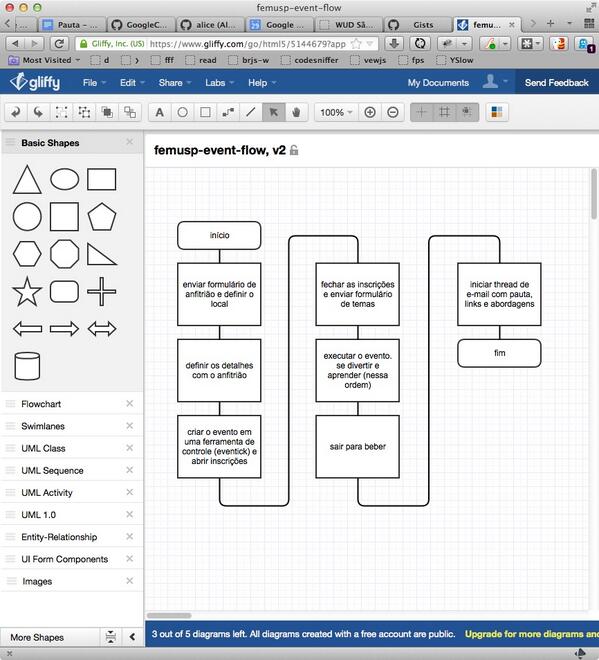 femusp-event-flow
Pauta –...
GoogleC...
alice (Al...
Google ...
WUD Sã...
Gists
femu...
Gliffy, Inc. (US)
https://www.gliffy.com/go/html5/5144679?app
Most Visited
d
fff
read
brjs-w
codesniffer
vewjs
fps
YSlow
gliffy
File
Edit
Share
Labs
Help
My Documents
Send Feedback
A
100%
Basic Shapes
femusp-event-flow, v2
Flowchart
Swimlanes
UML Class
UML Sequence
UML Activity
UML 1.0
Entity-Relationship
UI Form Components
Images
More Shapes
início
enviar formulário de
anfitrião e definir o
local
definir os detalhes
com o anfitrião
criar o evento em
uma ferramenta de
controle (eventick) e
abrir inscrições
fechar as inscrições
e enviar formulário
de temas
executar o evento.
se divertir e
aprender (nessa
ordem)
sair para beber
iniciar thread de
e-mail com pauta,
links e abordagens
fim
3 out of 5 diagrams left. All diagrams created with a free account are public.
Upgrade for more diagrams and